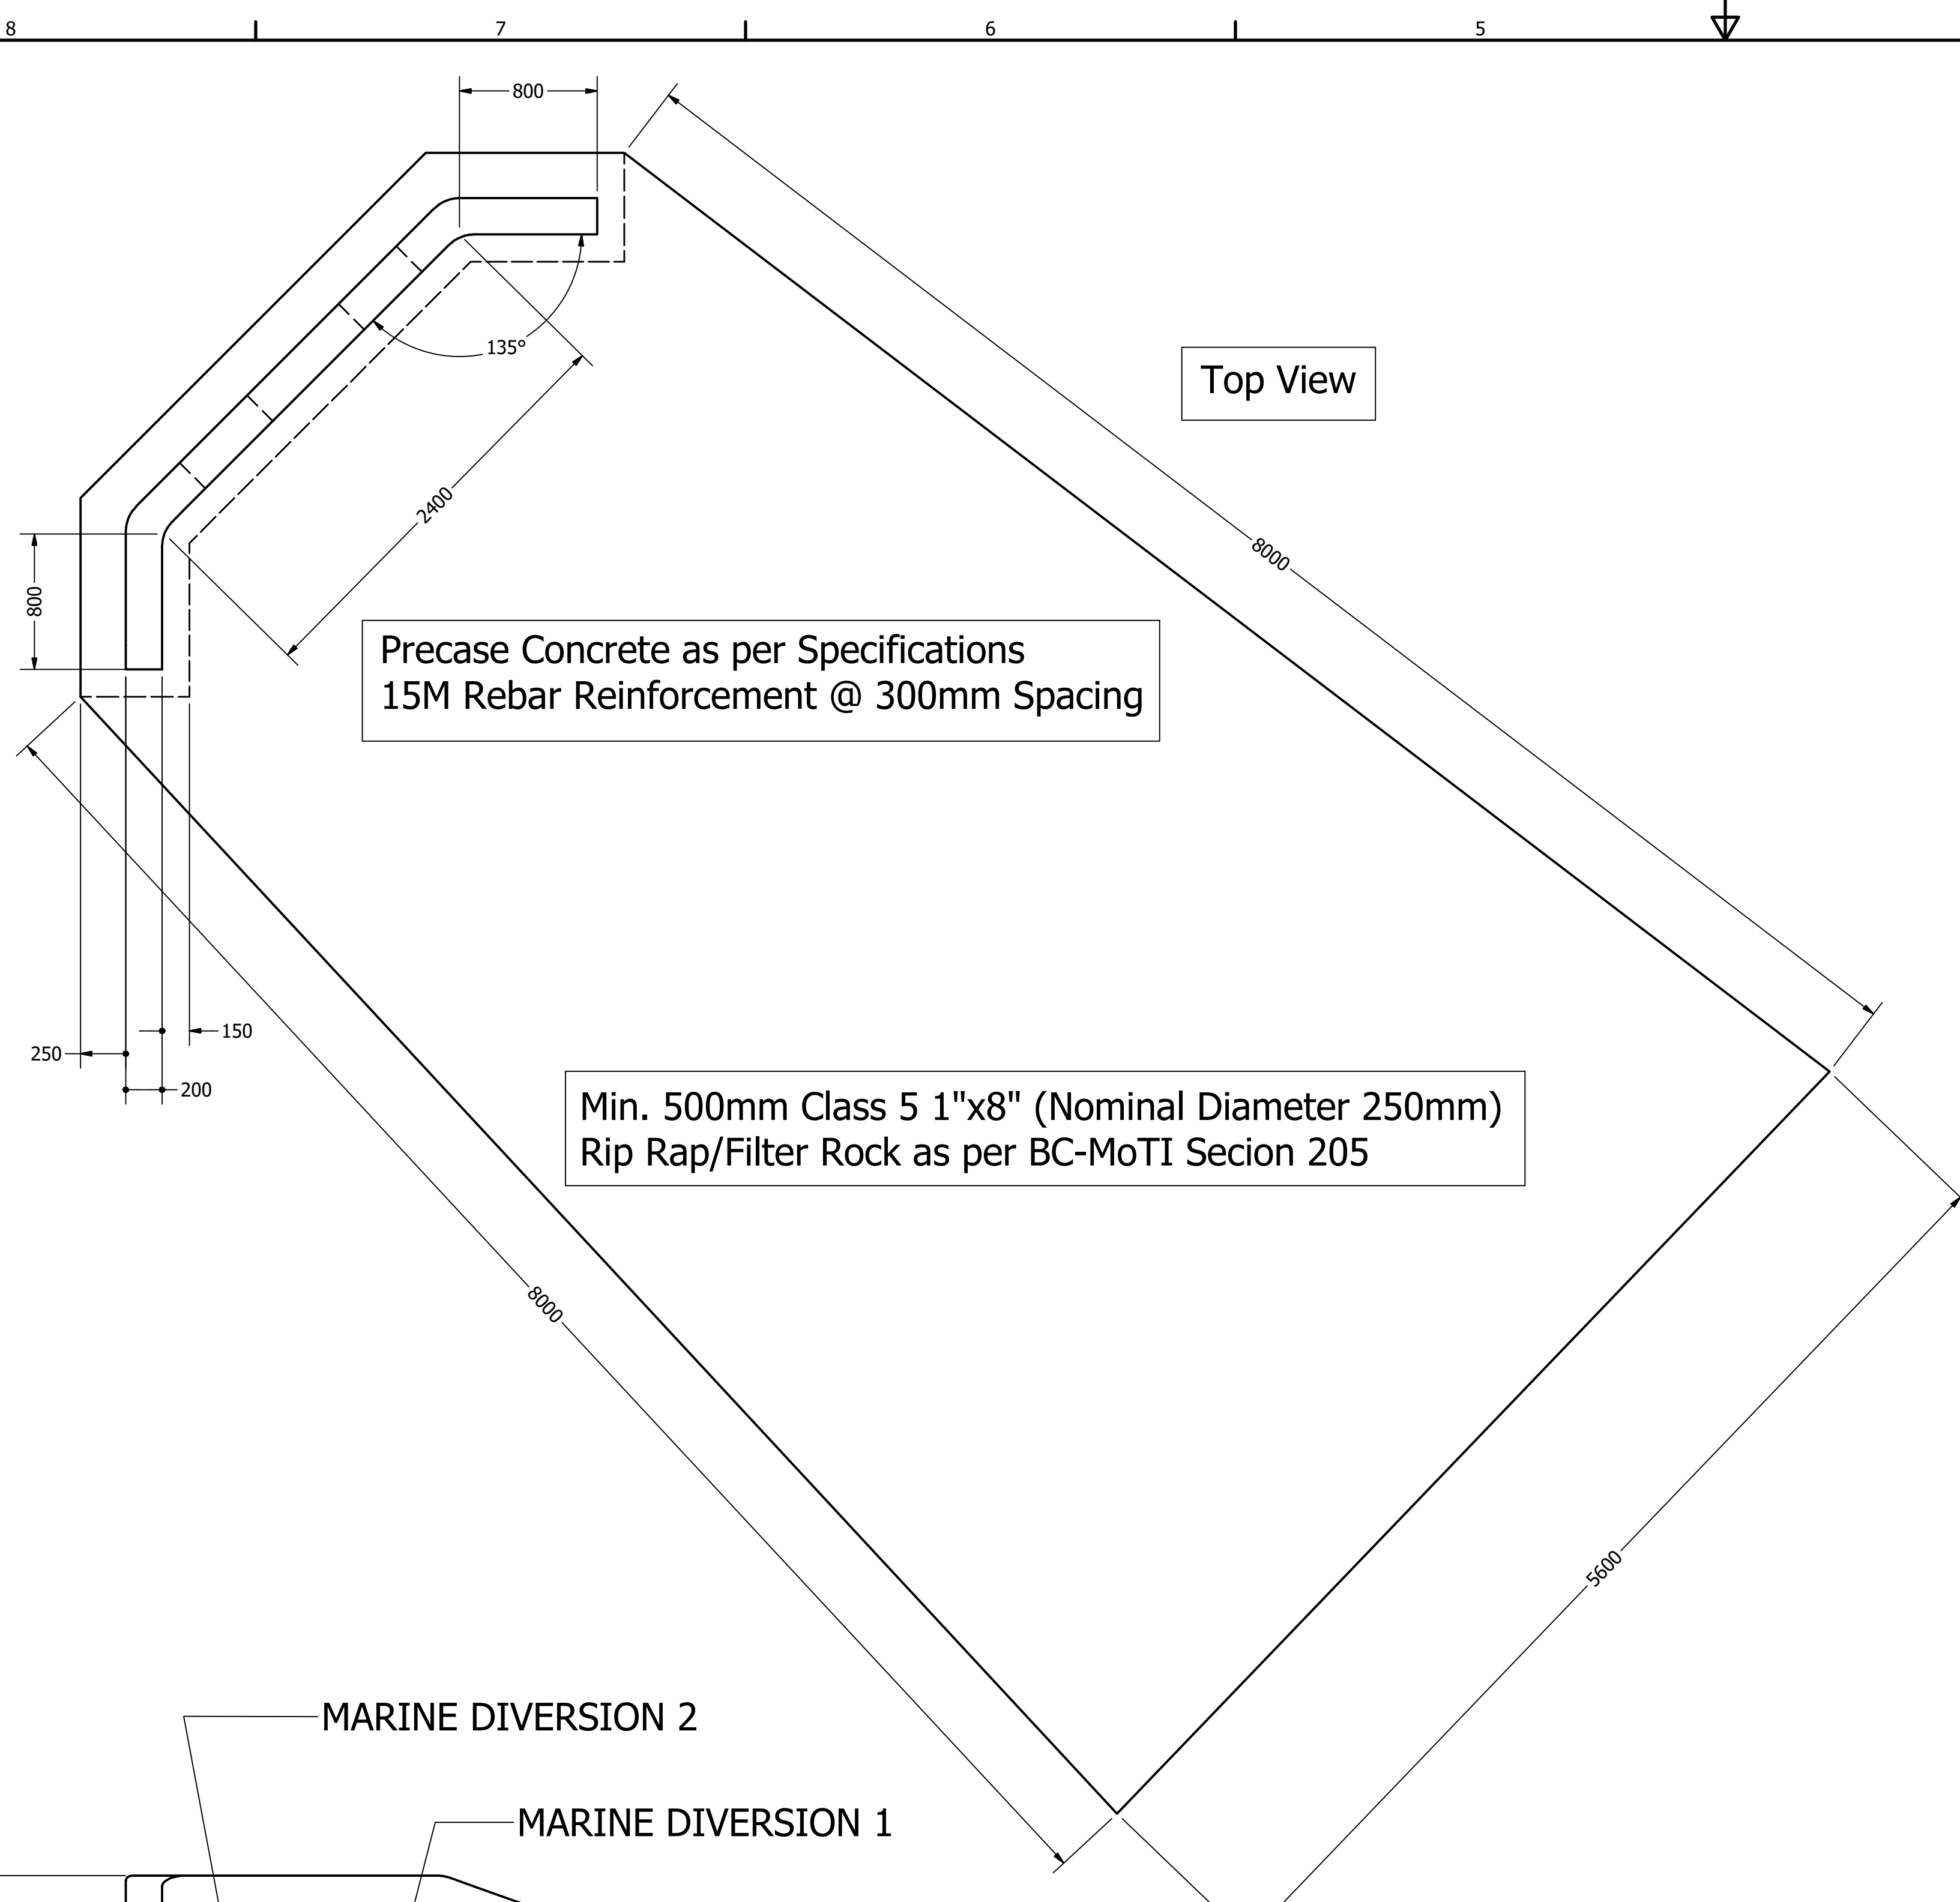 8 7 6 5
800
135°
Top View
2400
8000
800
Precase Concrete as per Specifications
15M Rebar Reinforcement @ 300mm Spacing
150
250
200
Min. 500mm Class 5 1"x8" (Nominal Diameter 250mm)
Rip Rap/Filter Rock as per BC-MoTI Secion 205
8000
5600
MARINE DIVERSION 2
MARINE DIVERSION 1